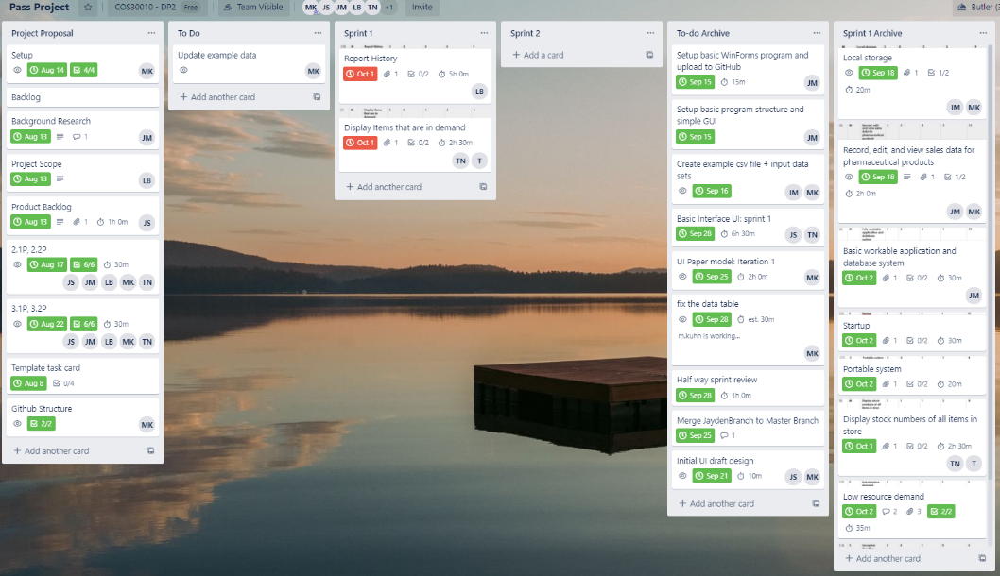 Pass Project
COS30010 - DP2 Free
Team Visible
MK JS JM LB TN +1
Invite
Butler (3
Project Proposal
Setup
Aug 14 4/4
MK
Backlog
Background Research
Aug 13 1
JM
Project Scope
Aug 13
LB
Product Backlog
Aug 13 1 1h 0m
JS
2.1P, 2.2P
Aug 17 6/6 30m
JS JM LB MK TN
3.1P, 3.2P
Aug 22 6/6 30m
JS JM LB MK TN
Template task card
Aug 8 0/4
Github Structure
2/2
MK
+ Add another card
To Do
Update example data
MK
+ Add another card
Sprint 1
Report History
Oct 1 1 0/2 5h 0m
LB
Display Items that are in demand
Oct 1 1 0/2 2h 30m
TN T
+ Add another card
Sprint 2
+ Add a card
To-do Archive
Setup basic WinForms program and
upload to GitHub
Sep 15 15m
JM
Setup basic program structure and
simple GUI
Sep 15
JM
Create example csv file + input data
sets
Sep 16
JM MK
Basic Interface UI: sprint 1
Sep 28 6h 30m
JS TN
UI Paper model: Iteration 1
Sep 25 2h 0m
MK
fix the data table
Sep 28 est. 30m
m.kuhn is working...
MK
Half way sprint review
Sep 28 1h 0m
Merge JaydenBranch to Master Branch
Sep 25 1
Initial UI draft design
Sep 21 10m
JS MK
+ Add another card
Sprint 1 Archive
Local storage
Sep 18 1 1/2
20m
JM MK
Record, edit, and view sales data for
pharmaceutical products
Sep 18 1 1/2
2h 0m
JM MK
Basic workable application and
database system
Oct 2 1 0/2 30m
JM
Startup
Oct 2 1 0/2 30m
Portable system
Oct 2 1 0/2 20m
Display stock numbers of all items in
store
Oct 1 1 0/2 2h 30m
TN T
Low resource demand
Oct 2 2 3 2/2
35m
+ Add another card